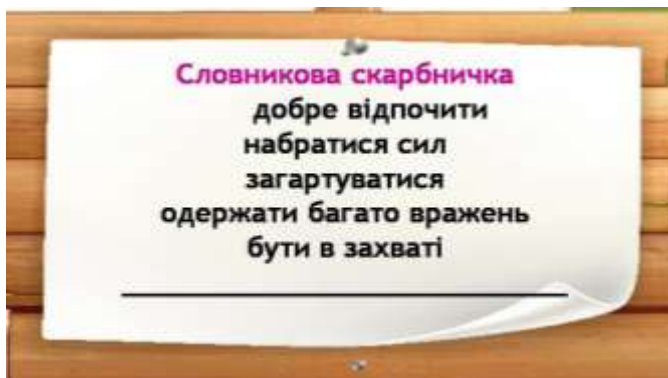 Словникова скарбничка
добре відпочити
набратися сил
загартуватися
одержати багато вражень
бути в захваті